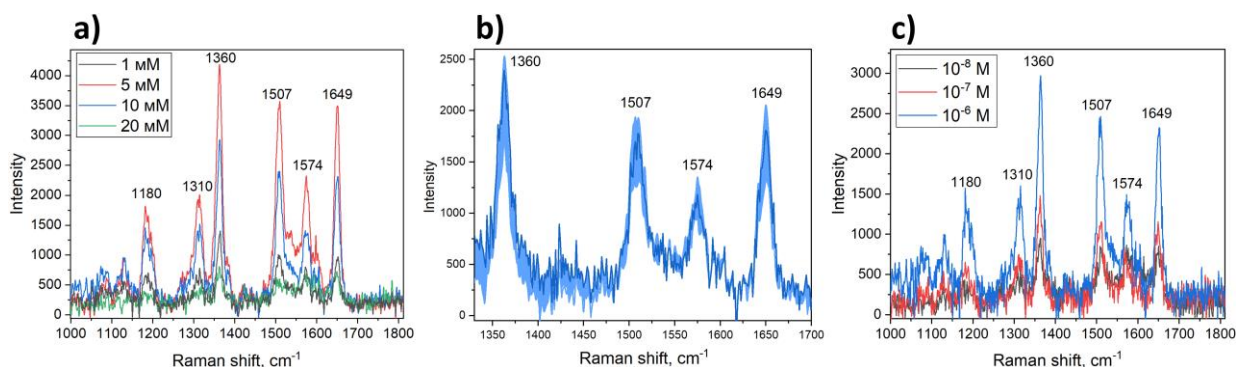 a)
1 мМ
5 мМ
10 мМ
20 мМ
1180
1310
1360
1507
1574
1649
Intensity
4000
3500
3000
2500
2000
1500
1000
500
0
1000 1100 1200 1300 1400 1500 1600 1700 1800
Raman shift, cm⁻¹
b)
1360
1507
1574
1649
Intensity
2500
2000
1500
1000
500
0
1350 1400 1450 1500 1550 1600 1650 1700
Raman shift, cm⁻¹
c)
10⁻⁸ M
10⁻⁷ M
10⁻⁶ M
1180
1310
1360
1507
1574
1649
Intensity
3000
2500
2000
1500
1000
500
0
1000 1100 1200 1300 1400 1500 1600 1700 1800
Raman shift, cm⁻¹